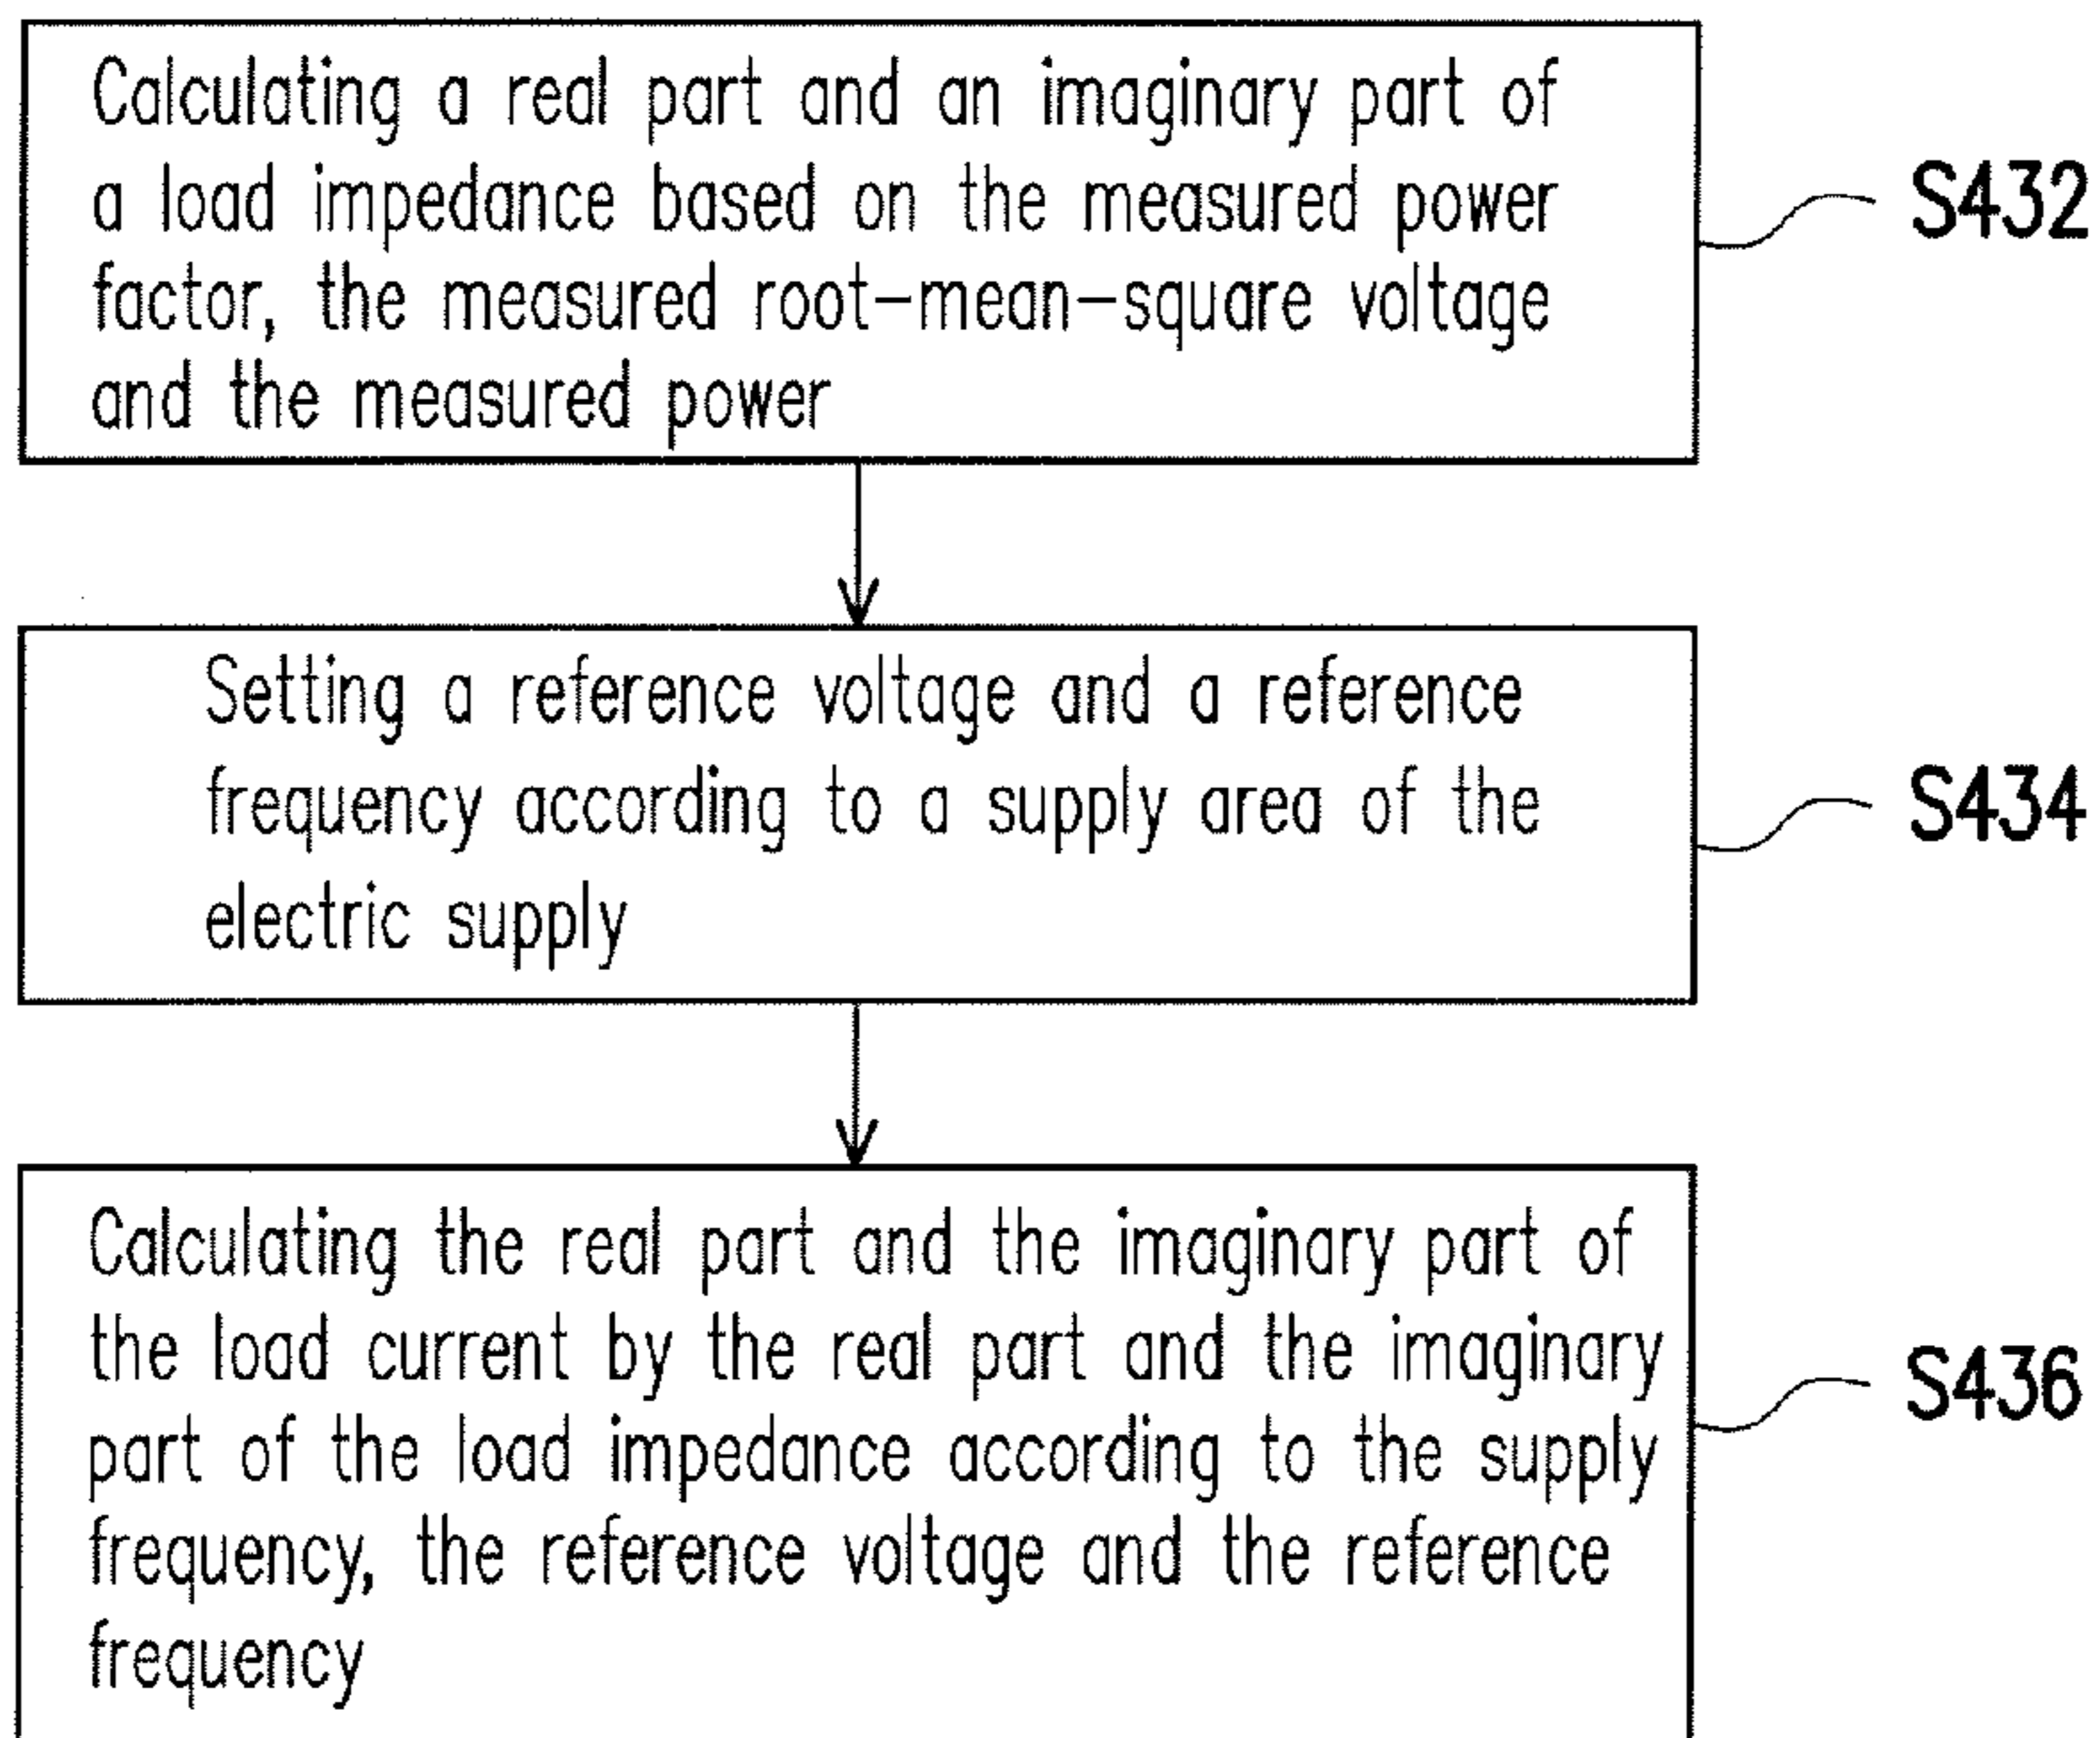 Calculating a real part and an imaginary part of
a load impedance based on the measured power
factor, the measured root-mean-square voltage
and the measured power
S432
Setting a reference voltage and a reference
frequency according to a supply area of the
electric supply
S434
Calculating the real part and the imaginary part of
the load current by the real part and the imaginary
part of the load impedance according to the supply
frequency, the reference voltage and the reference
frequency
S436